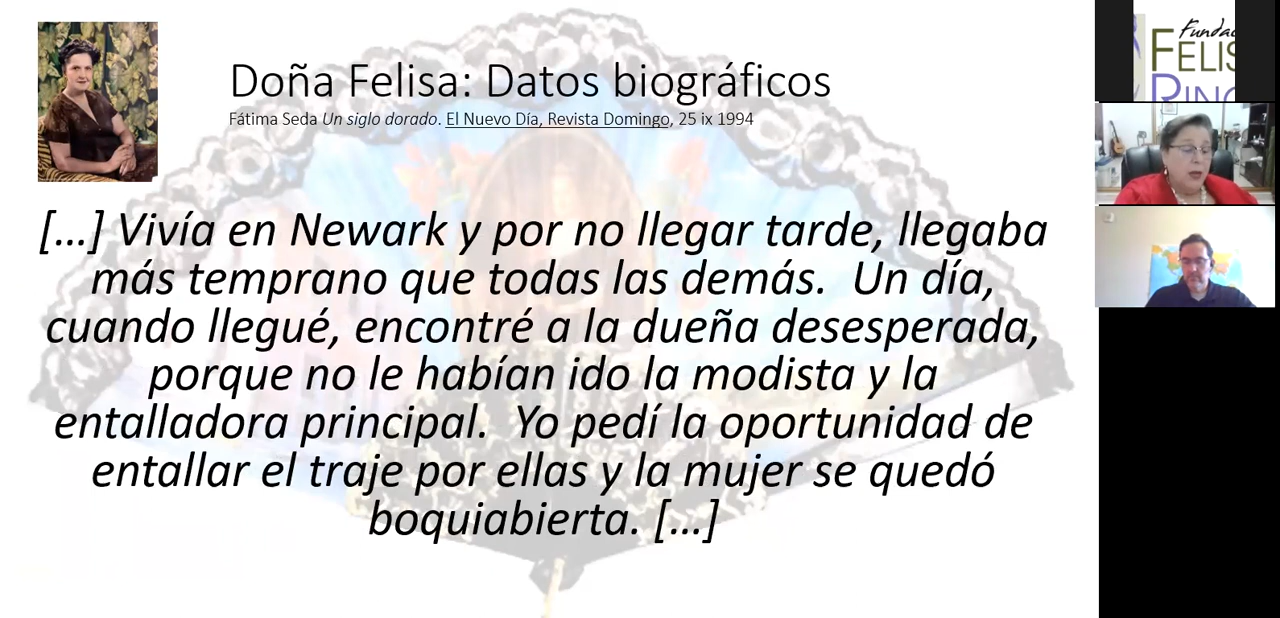 Doña Felisa: Datos biográficos
Fátima Seda Un siglo dorado. El Nuevo Día, Revista Domingo, 25 ix 1994
[...] Vivía en Newark y por no llegar tarde, llegaba
más temprano que todas las demás. Un día,
cuando llegué, encontré a la dueña desesperada,
porque no le habían ido la modista y la
entalladora principal. Yo pedí la oportunidad de
entallar el traje por ellas y la mujer se quedó
boquiabierta. [...]
Fundac
FELIS
RINC